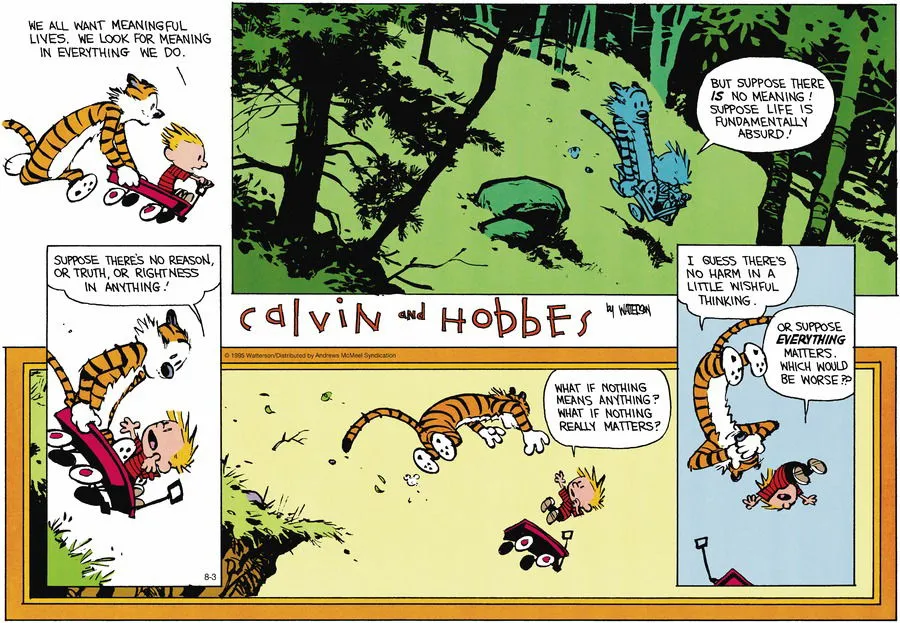 WE ALL WANT MEANINGFUL
LIVES. WE LOOK FOR MEANING
IN EVERYTHING WE DO.
BUT SUPPOSE THERE
IS NO MEANING!
SUPPOSE LIFE IS
FUNDAMENTALLY
ABSURD!
SUPPOSE THERE'S NO REASON,
OR TRUTH, OR RIGHTNESS
IN ANYTHING!
8-3
CALVIN AND HOBBES
by WATTERSON
© 1995 Watterson/Distributed by Andrews McMeel Syndication
WHAT IF NOTHING
MEANS ANYTHING?
WHAT IF NOTHING
REALLY MATTERS?
I GUESS THERE'S
NO HARM IN A
LITTLE WISHFUL
THINKING.
OR SUPPOSE
EVERYTHING
MATTERS.
WHICH WOULD
BE WORSE??